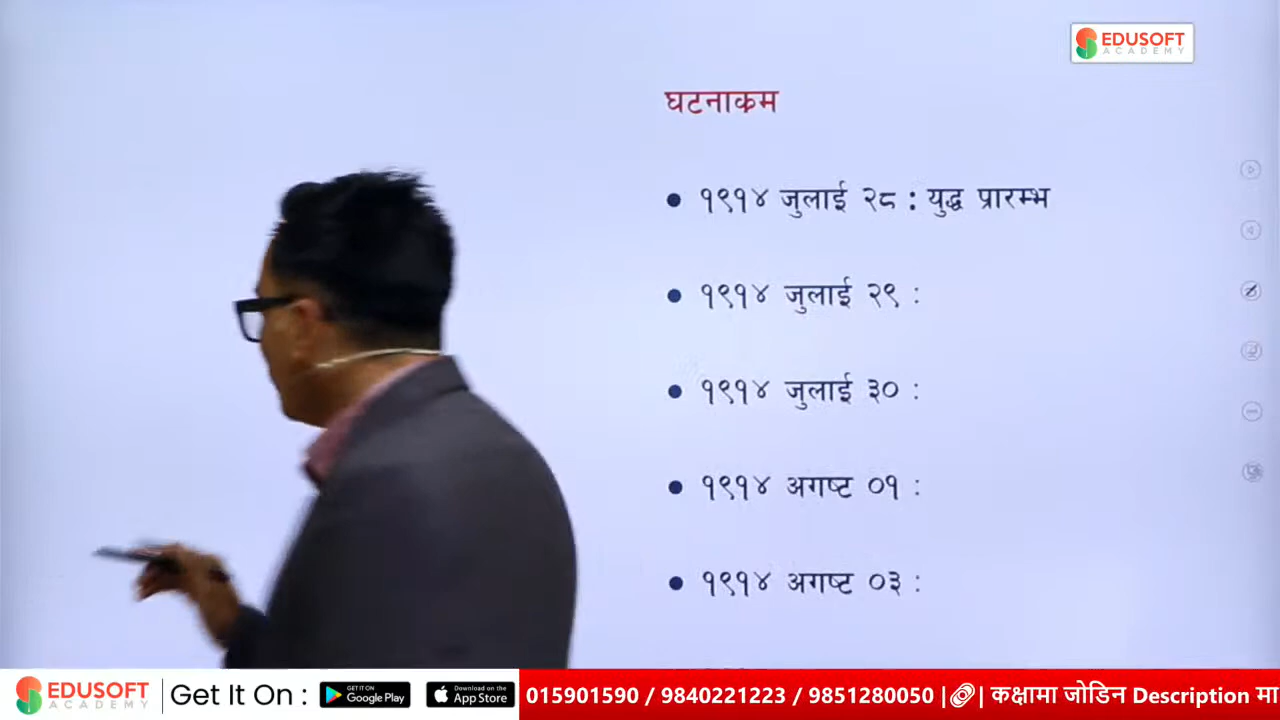 EDUSOFT
ACADEMY
घटनाक्रम
• १९१४ जुलाई २८ : युद्ध प्रारम्भ
• १९१४ जुलाई २९ :
• १९१४ जुलाई ३० :
• १९१४ अगष्ट ०१ :
• १९१४ अगष्ट ०३ :
EDUSOFT
ACADEMY
Get It On :
GET IT ON
Google Play
Download on the
App Store
015901590 / 9840221223 / 9851280050 | | कक्षामा जोडिन Description मा